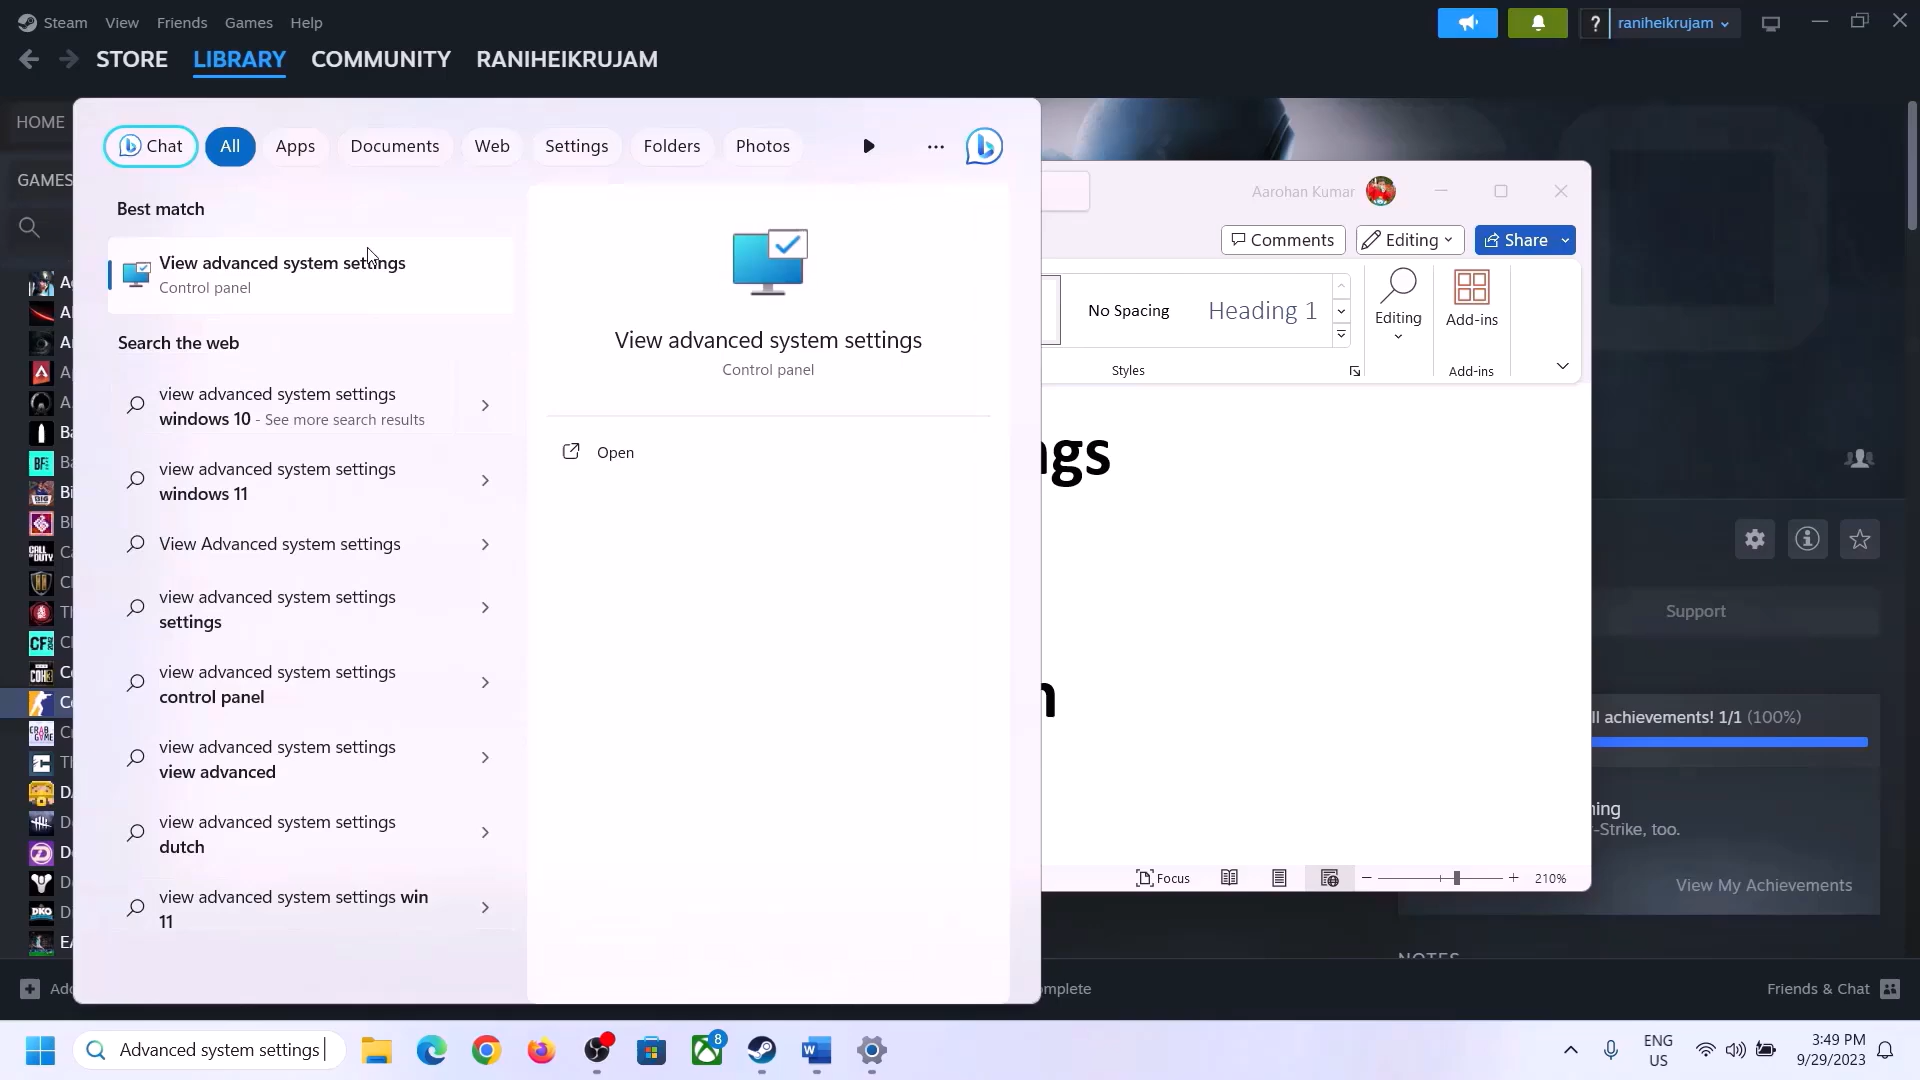 Steam View Friends Games Help
raniheikrujam
STORE LIBRARY COMMUNITY RANIHEIKRUJAM
HOME
GAMES
Chat All Apps Documents Web Settings Folders Photos
Best match
View advanced system settings
Control panel
Search the web
view advanced system settings
windows 10 - See more search results
view advanced system settings
windows 11
View Advanced system settings
view advanced system settings
settings
view advanced system settings
control panel
view advanced system settings
view advanced
view advanced system settings
dutch
view advanced system settings win
11
View advanced system settings
Control panel
Open
Aarohan Kumar
Comments Editing Share
No Spacing Heading 1
Editing
Add-ins
Styles
Add-ins
ngs
n
Focus
210%
Support
ll achievements! 1/1 (100%)
ning
-Strike, too.
View My Achievements
NOTES
Add
omplete
Friends & Chat
Advanced system settings
8
ENG
US
3:49 PM
9/29/2023